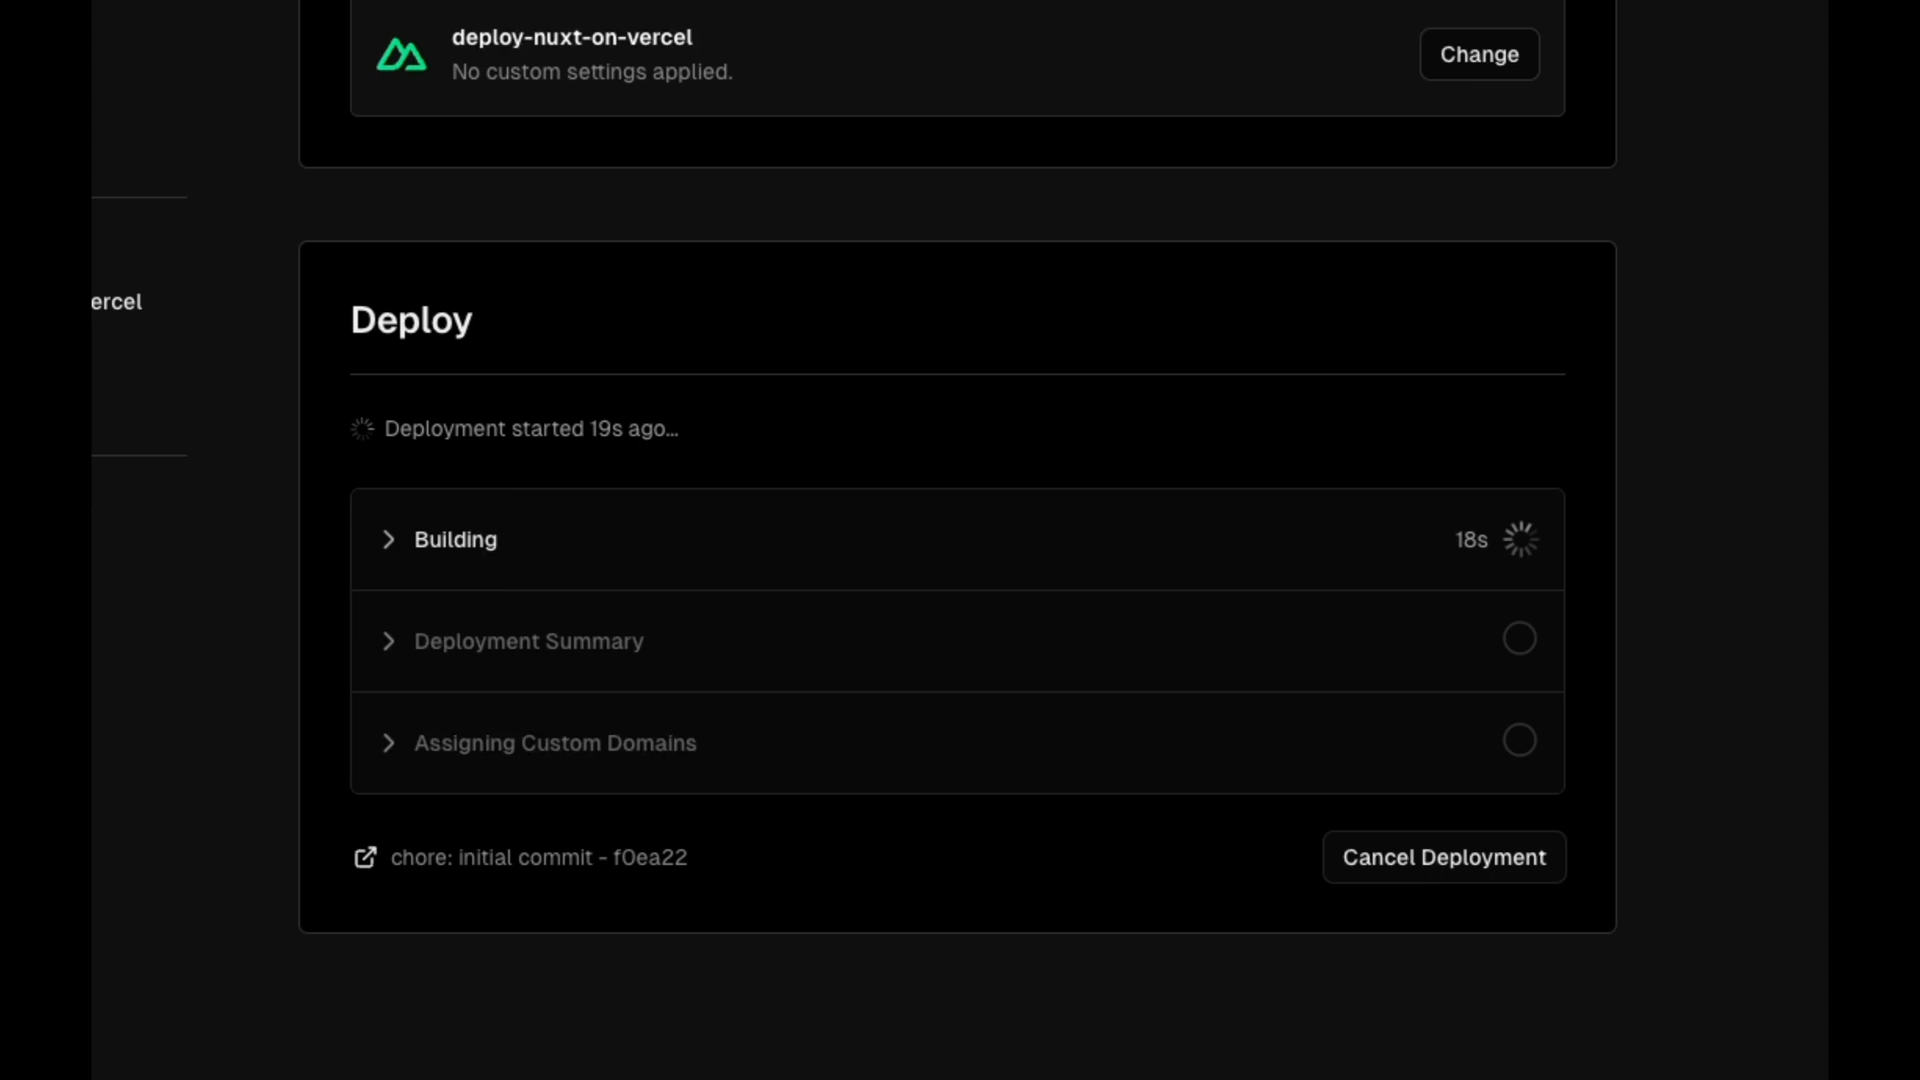 deploy-nuxt-on-vercel
No custom settings applied.
Change
ercel
Deploy
Deployment started 19s ago...
Building
18s
Deployment Summary
Assigning Custom Domains
chore: initial commit - f0ea22
Cancel Deployment